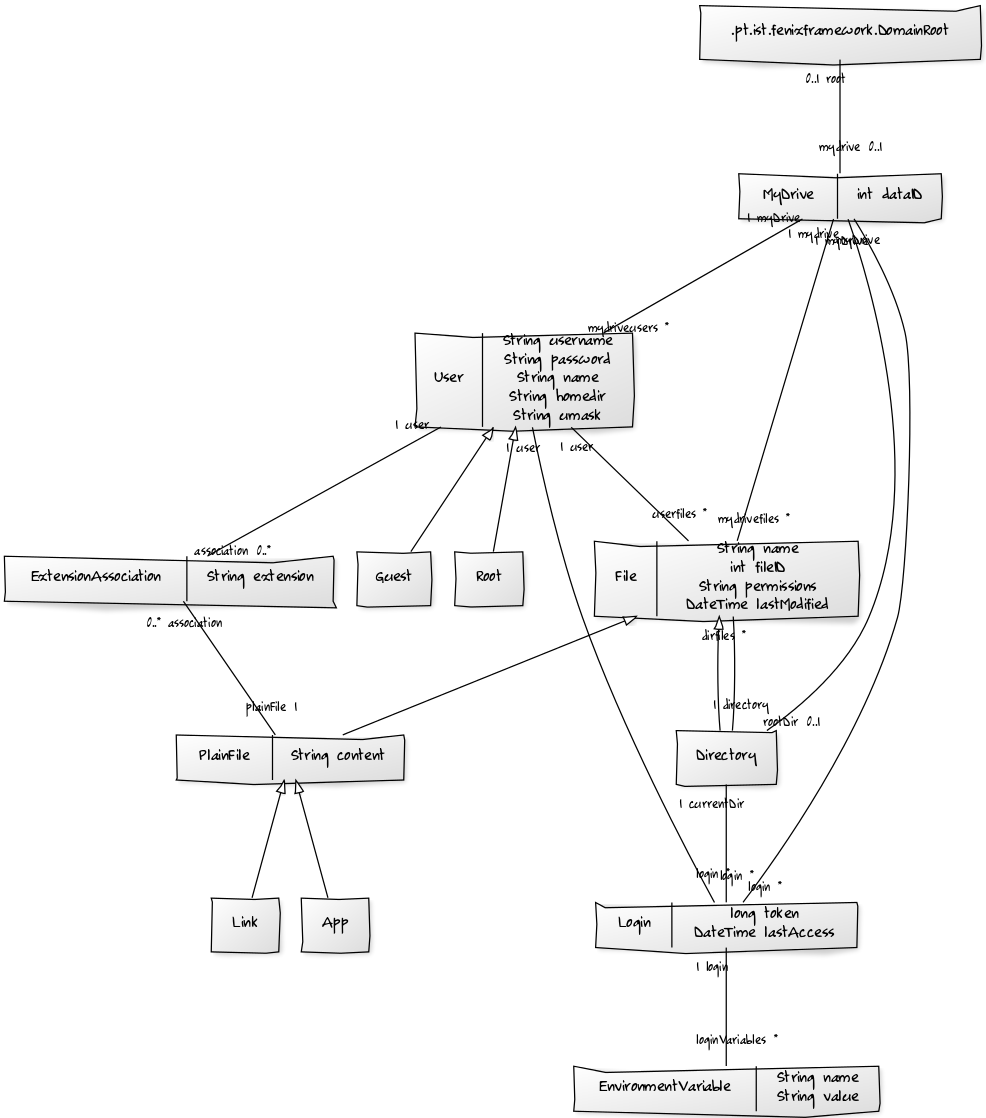 .pt.ist.fenixframework.DomainRoot
0..1 root
mydrive 0..1
MyDrive
int dataID
1 myDrive
1 mydrive
mydriveusers *
User
String username
String password
String name
String homedir
String umask
1 user
1 user
1 user
userfiles *
mydrivefiles *
association 0..*
ExtensionAssociation
String extension
Guest
Root
File
String name
int fileID
String permissions
DateTime lastModified
0..* association
dirfiles *
plainFile 1
1 directory
rootDir 0..1
PlainFile
String content
Directory
1 currentDir
login *
login *
login *
Link
App
Login
long token
DateTime lastAccess
1 login
loginVariables *
EnvironmentVariable
String name
String value